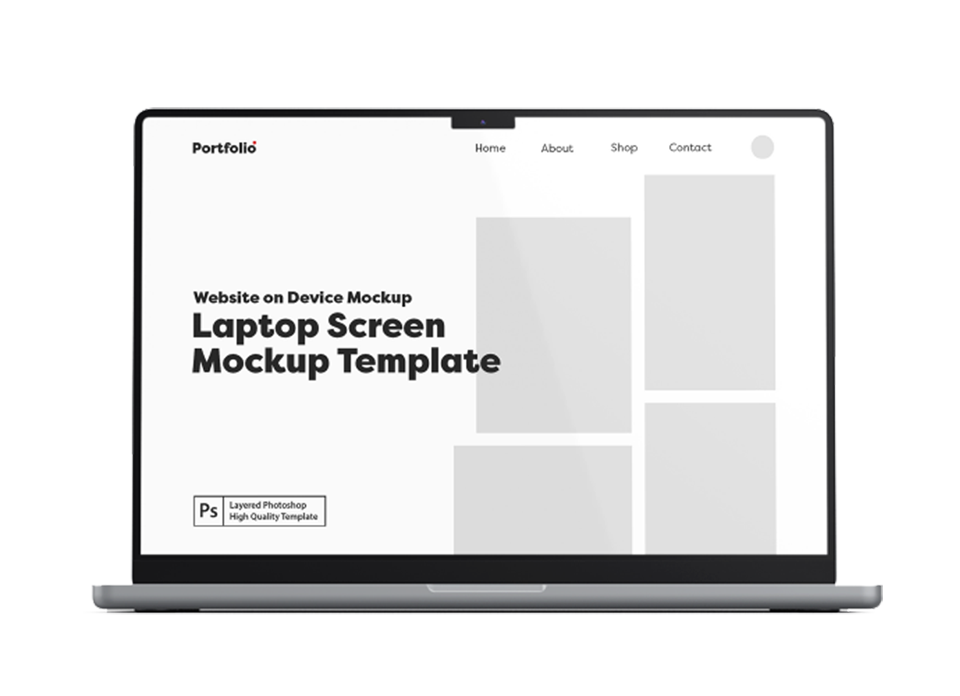 Portfolio
Home About Shop Contact
Website on Device Mockup
Laptop Screen
Mockup Template
Ps
Layered Photoshop
High Quality Template